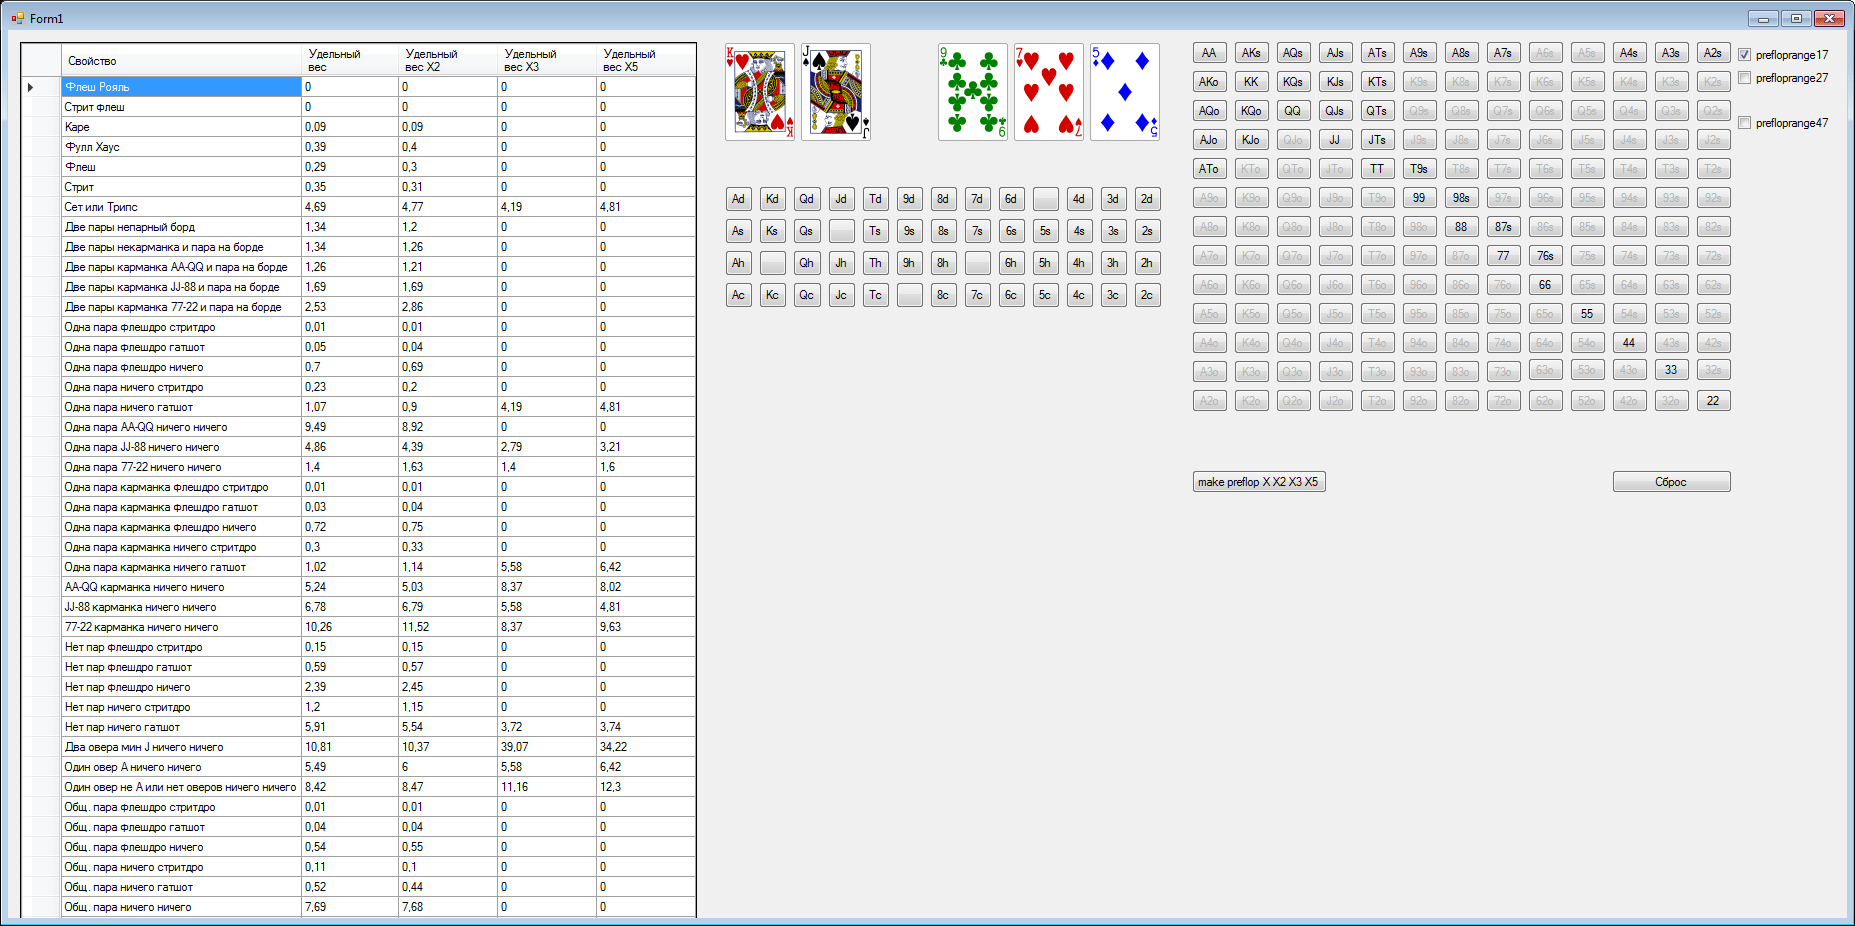 Form1
Свойство Удельный вес Удельный вес X2 Удельный вес X3 Удельный вес X5
Флеш Рояль 0 0 0 0
Стрит флеш 0 0 0 0
Каре 0,09 0,09 0 0
Фулл Хаус 0,39 0,4 0 0
Флеш 0,29 0,3 0 0
Стрит 0,35 0,31 0 0
Сет или Трипс 4,69 4,77 4,19 4,81
Две пары непарный борд 1,34 1,2 0 0
Две пары некарманка и пара на борде 1,34 1,26 0 0
Две пары карманка AA-QQ и пара на борде 1,26 1,21 0 0
Две пары карманка JJ-88 и пара на борде 1,69 1,69 0 0
Две пары карманка 77-22 и пара на борде 2,53 2,86 0 0
Одна пара флешдро стритдро 0,01 0,01 0 0
Одна пара флешдро гатшот 0,05 0,04 0 0
Одна пара флешдро ничего 0,7 0,69 0 0
Одна пара ничего стритдро 0,23 0,2 0 0
Одна пара ничего гатшот 1,07 0,9 4,19 4,81
Одна пара AA-QQ ничего ничего 9,49 8,92 0 0
Одна пара JJ-88 ничего ничего 4,86 4,39 2,79 3,21
Одна пара 77-22 ничего ничего 1,4 1,63 1,4 1,6
Одна пара карманка флешдро стритдро 0,01 0,01 0 0
Одна пара карманка флешдро гатшот 0,03 0,04 0 0
Одна пара карманка флешдро ничего 0,72 0,75 0 0
Одна пара карманка ничего стритдро 0,3 0,33 0 0
Одна пара карманка ничего гатшот 1,02 1,14 5,58 6,42
AA-QQ карманка ничего ничего 5,24 5,03 8,37 8,02
JJ-88 карманка ничего ничего 6,78 6,79 5,58 4,81
77-22 карманка ничего ничего 10,26 11,52 8,37 9,63
Нет пар флешдро стритдро 0,15 0,15 0 0
Нет пар флешдро гатшот 0,59 0,57 0 0
Нет пар флешдро ничего 2,39 2,45 0 0
Нет пар ничего стритдро 1,2 1,15 0 0
Нет пар ничего гатшот 5,91 5,54 3,72 3,74
Два овера мин J ничего ничего 10,81 10,37 39,07 34,22
Один овер А ничего ничего 5,49 6 5,58 6,42
Один овер не А или нет оверов ничего ничего 8,42 8,47 11,16 12,3
Общ. пара флешдро стритдро 0,01 0,01 0 0
Общ. пара флешдро гатшот 0,04 0,04 0 0
Общ. пара флешдро ничего 0,54 0,55 0 0
Общ. пара ничего стритдро 0,11 0,1 0 0
Общ. пара ничего гатшот 0,52 0,44 0 0
Общ. пара ничего ничего 7,69 7,68 0 0
K J 9 7 5
K J 9 7 5
Ad Kd Qd Jd Td 9d 8d 7d 6d 4d 3d 2d
As Ks Qs Ts 9s 8s 7s 6s 5s 4s 3s 2s
Ah Qh Jh Th 9h 8h 6h 5h 4h 3h 2h
Ac Kc Qc Jc Tc 8c 7c 6c 5c 4c 3c 2c
AA AKs AQs AJs ATs A9s A8s A7s A6s A5s A4s A3s A2s
AKo KK KQs KJs KTs K9s K8s K7s K6s K5s K4s K3s K2s
AQo KQo QQ QJs QTs Q9s Q8s Q7s Q6s Q5s Q4s Q3s Q2s
AJo KJo QJo JJ JTs J9s J8s J7s J6s J5s J4s J3s J2s
ATo KTo QTo JTo TT T9s T8s T7s T6s T5s T4s T3s T2s
A9o K9o Q9o J9o T9o 99 98s 97s 96s 95s 94s 93s 92s
A8o K8o Q8o J8o T8o 98o 88 87s 86s 85s 84s 83s 82s
A7o K7o Q7o J7o T7o 97o 87o 77 76s 75s 74s 73s 72s
A6o K6o Q6o J6o T6o 96o 86o 76o 66 65s 64s 63s 62s
A5o K5o Q5o J5o T5o 95o 85o 75o 65o 55 54s 53s 52s
A4o K4o Q4o J4o T4o 94o 84o 74o 64o 54o 44 43s 42s
A3o K3o Q3o J3o T3o 93o 83o 73o 63o 53o 43o 33 32s
A2o K2o Q2o J2o T2o 92o 82o 72o 62o 52o 42o 32o 22
prefloprange17
prefloprange27
prefloprange47
make preflop X X2 X3 X5
Сброс